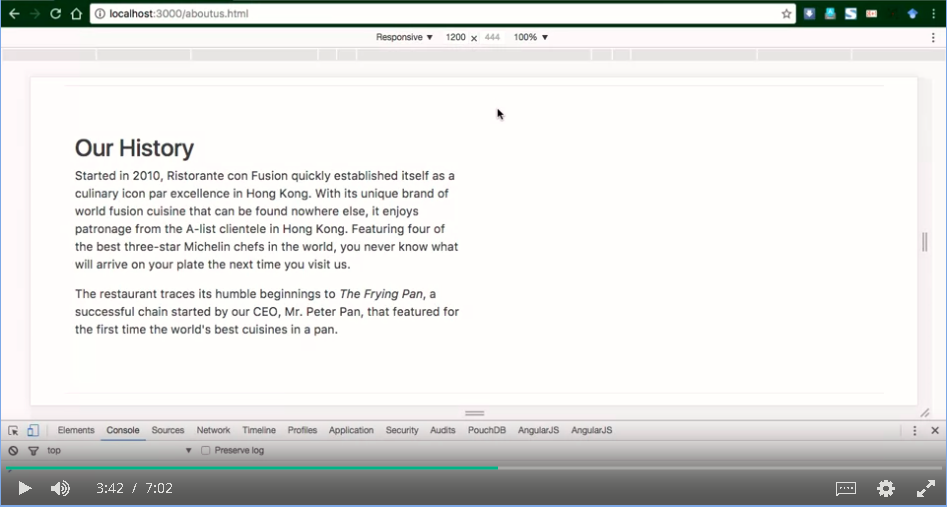 localhost:3000/aboutus.html
Responsive ▼ 1200 x 444 100% ▼
Our History
Started in 2010, Ristorante con Fusion quickly established itself as a
culinary icon par excellence in Hong Kong. With its unique brand of
world fusion cuisine that can be found nowhere else, it enjoys
patronage from the A-list clientele in Hong Kong. Featuring four of
the best three-star Michelin chefs in the world, you never know what
will arrive on your plate the next time you visit us.
The restaurant traces its humble beginnings to The Frying Pan, a
successful chain started by our CEO, Mr. Peter Pan, that featured for
the first time the world's best cuisines in a pan.
Elements Console Sources Network Timeline Profiles Application Security Audits PouchDB AngularJS AngularJS
top ▼ Preserve log
3:42 / 7:02